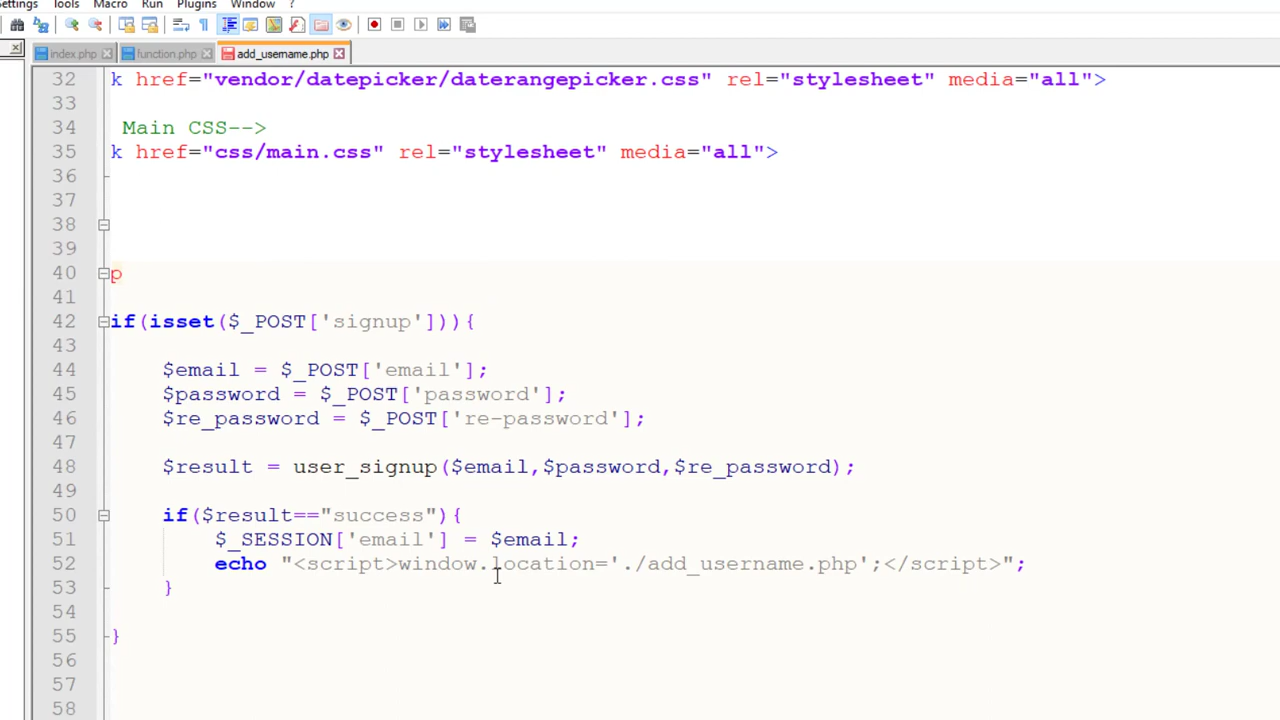 ettings Tools Macro Run Plugins Window ?
index.php function.php add_username.php
32 k href="vendor/datepicker/daterangepicker.css" rel="stylesheet" media="all">
33
34 Main CSS-->
35 k href="css/main.css" rel="stylesheet" media="all">
36
37
38
39
40 p
41
42 if(isset($_POST['signup'])){
43
44 $email = $_POST['email'];
45 $password = $_POST['password'];
46 $re_password = $_POST['re-password'];
47
48 $result = user_signup($email,$password,$re_password);
49
50 if($result=="success"){
51 $_SESSION['email'] = $email;
52 echo "<script>window.location='./add_username.php';</script>";
53 }
54
55 }
56
57
58